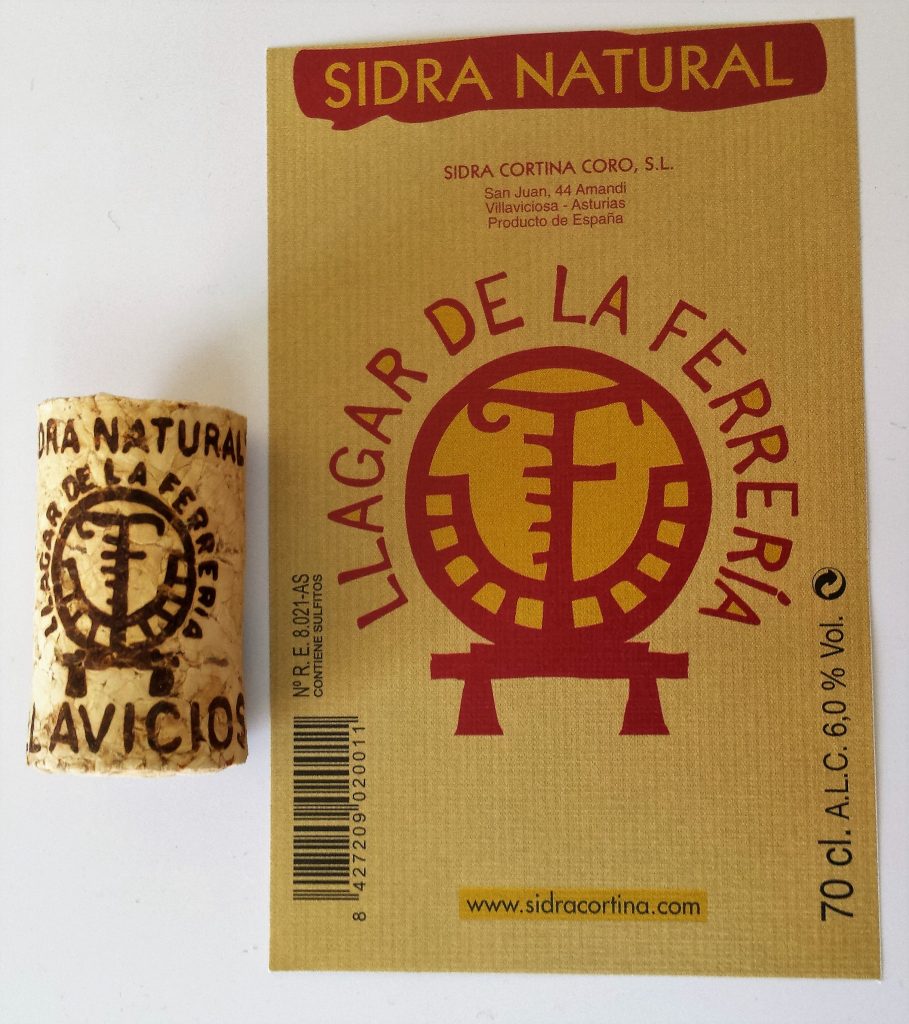 SIDRA NATURAL
SIDRA CORTINA CORO, S.L.
San Juan, 44 Amandi
Villaviciosa - Asturias
Producto de España
LLAGAR DE LA FERRERÍA
Nº R. E. 8.021-AS
CONTIENE SULFITOS
8 427209 020011
www.sidracortina.com
70 cl. A.L.C. 6,0 % Vol.
DRA NATURAL
LLAGAR DE LA FERRERÍA
LAVICIOS